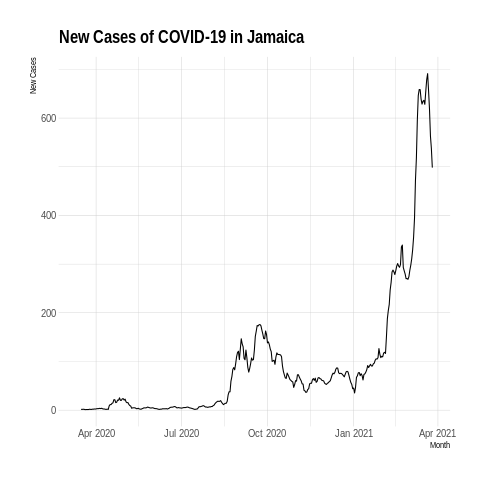 New Cases of COVID-19 in Jamaica
New Cases
600
400
200
0
Apr 2020 Jul 2020 Oct 2020 Jan 2021 Apr 2021
Month